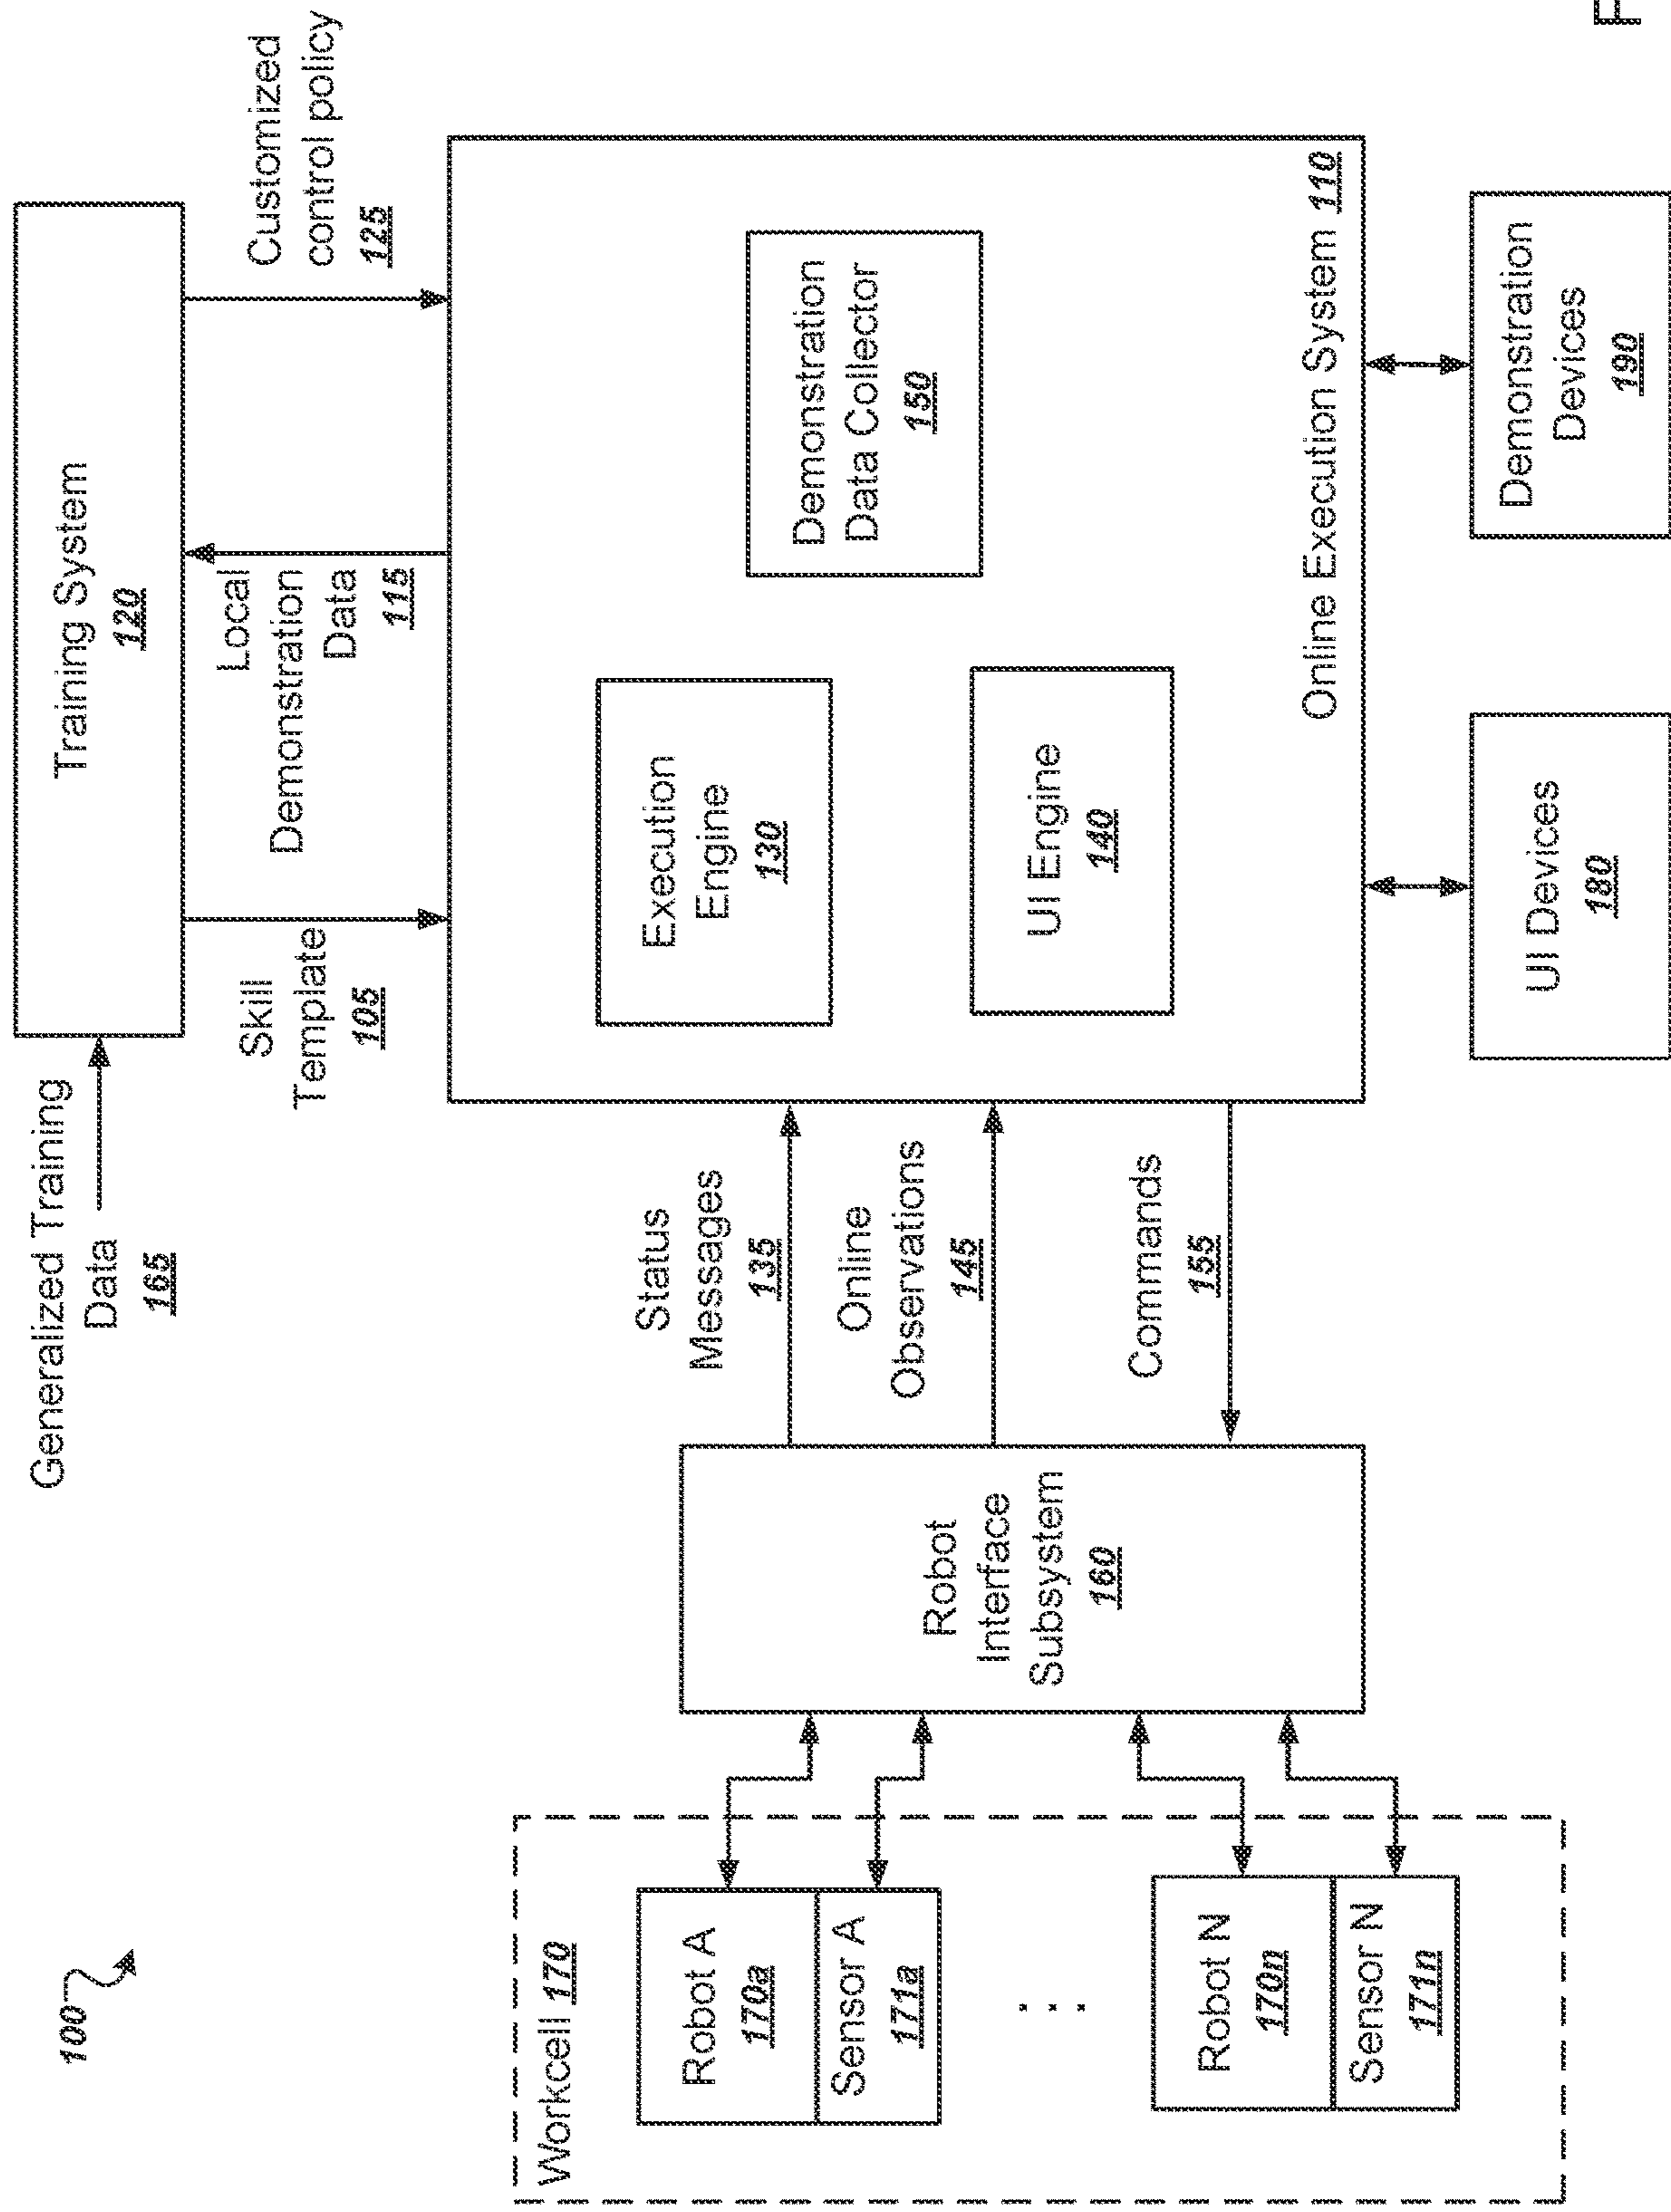 100
Generalized Training
Data
165
Training System
120
Skill
Template
105
Local
Demonstration
Data
115
Customized
control policy
125
Workcell 170
Robot A
170a
Sensor A
171a
. . .
Robot N
170n
Sensor N
171n
Robot
Interface
Subsystem
160
Status
Messages
135
Online
Observations
145
Commands
155
Execution
Engine
130
UI Engine
140
Demonstration
Data Collector
150
Online Execution System 110
UI Devices
180
Demonstration
Devices
190